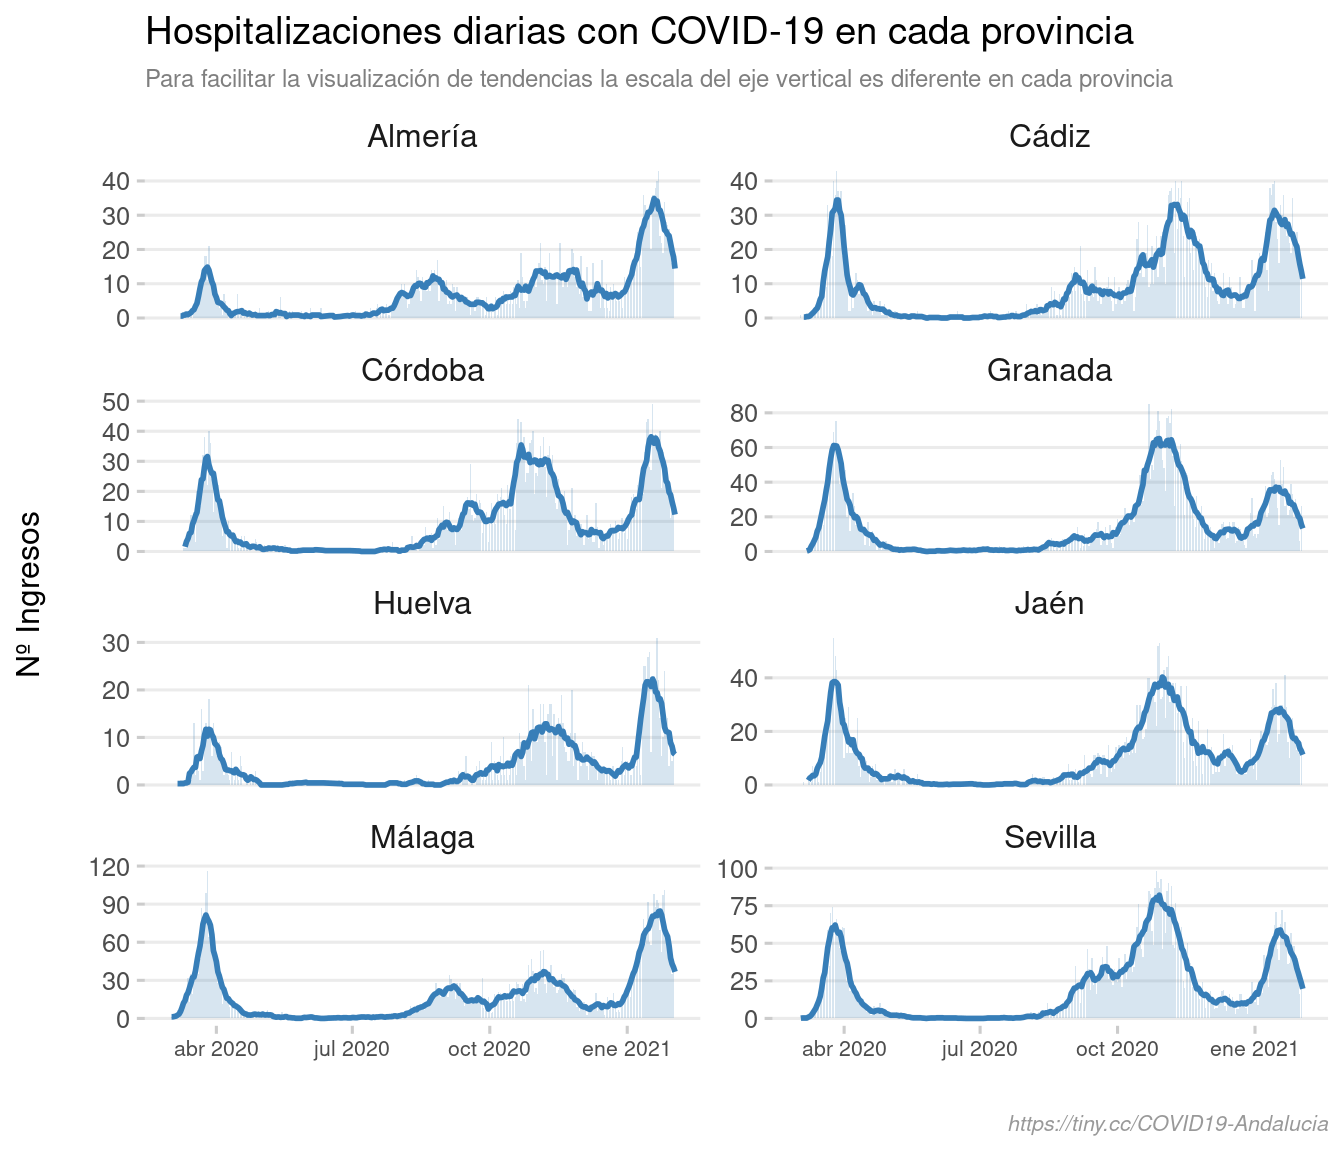 Hospitalizaciones diarias con COVID-19 en cada provincia
Para facilitar la visualización de tendencias la escala del eje vertical es diferente en cada provincia
Nº Ingresos
Almería
40
30
20
10
0
Cádiz
40
30
20
10
0
Córdoba
50
40
30
20
10
0
Granada
80
60
40
20
0
Huelva
30
20
10
0
Jaén
40
20
0
Málaga
120
90
60
30
0
Sevilla
100
75
50
25
0
abr 2020 jul 2020 oct 2020 ene 2021
abr 2020 jul 2020 oct 2020 ene 2021
https://tiny.cc/COVID19-Andalucia